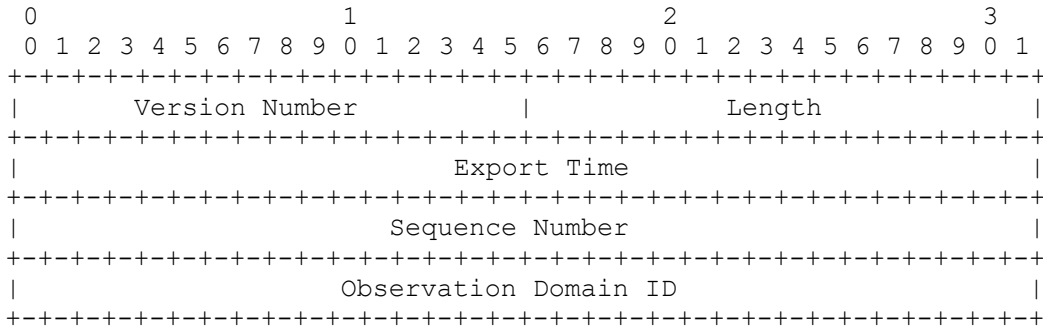 0                   1                   2                   3
 0 1 2 3 4 5 6 7 8 9 0 1 2 3 4 5 6 7 8 9 0 1 2 3 4 5 6 7 8 9 0 1
+-+-+-+-+-+-+-+-+-+-+-+-+-+-+-+-+-+-+-+-+-+-+-+-+-+-+-+-+-+-+-+-+
|       Version Number          |            Length             |
+-+-+-+-+-+-+-+-+-+-+-+-+-+-+-+-+-+-+-+-+-+-+-+-+-+-+-+-+-+-+-+-+
|                           Export Time                         |
+-+-+-+-+-+-+-+-+-+-+-+-+-+-+-+-+-+-+-+-+-+-+-+-+-+-+-+-+-+-+-+-+
|                       Sequence Number                         |
+-+-+-+-+-+-+-+-+-+-+-+-+-+-+-+-+-+-+-+-+-+-+-+-+-+-+-+-+-+-+-+-+
|                    Observation Domain ID                      |
+-+-+-+-+-+-+-+-+-+-+-+-+-+-+-+-+-+-+-+-+-+-+-+-+-+-+-+-+-+-+-+-+